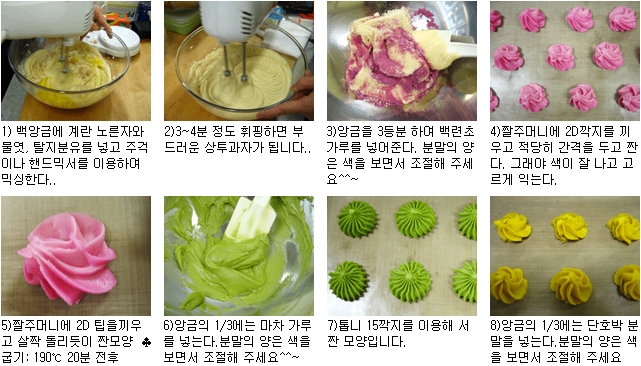 1) 백앙금에 계란 노른자와
물엿, 탈지분유를 넣고 주걱
이나 핸드믹서를 이용하여
믹싱한다..
2)3~4분 정도 휘핑하면 부
드러운 상투과자가 됩니다..
3)앙금을 3등분 하여 백련초
가루를 넣어준다. 분말의 양
은 색을 보면서 조절해 주세
요^^~
4)짤주머니에 2D깍지를 끼
우고 적당히 간격을 두고 짠
다. 그래야 색이 잘 나고 고
르게 익는다.
5)짤주머니에 2D 팁을끼우
고 살짝 돌리듯이 짠모양 ♣
굽기: 190℃ 20분 전후
6)앙금의 1/3에는 마차 가루
를 넣는다.분말의 양은 색을
보면서 조절해 주세요^^~
7)톱니 15깍지를 이용해 서
짠 모양입니다.
8)앙금의 1/3에는 단호박 분
말을 넣는다.분말의 양은 색
을 보면서 조절해 주세요